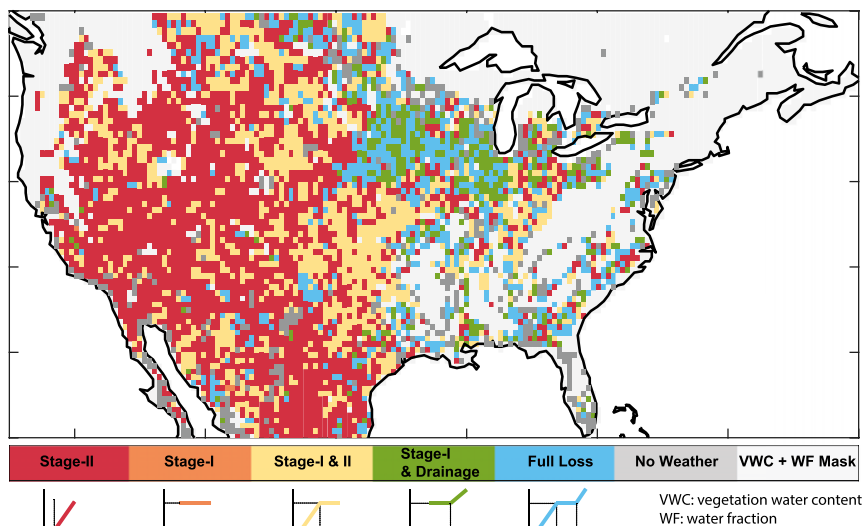 Stage-II
Stage-I
Stage-I & II
Stage-I
& Drainage
Full Loss
No Weather
VWC + WF Mask
VWC: vegetation water content
WF: water fraction